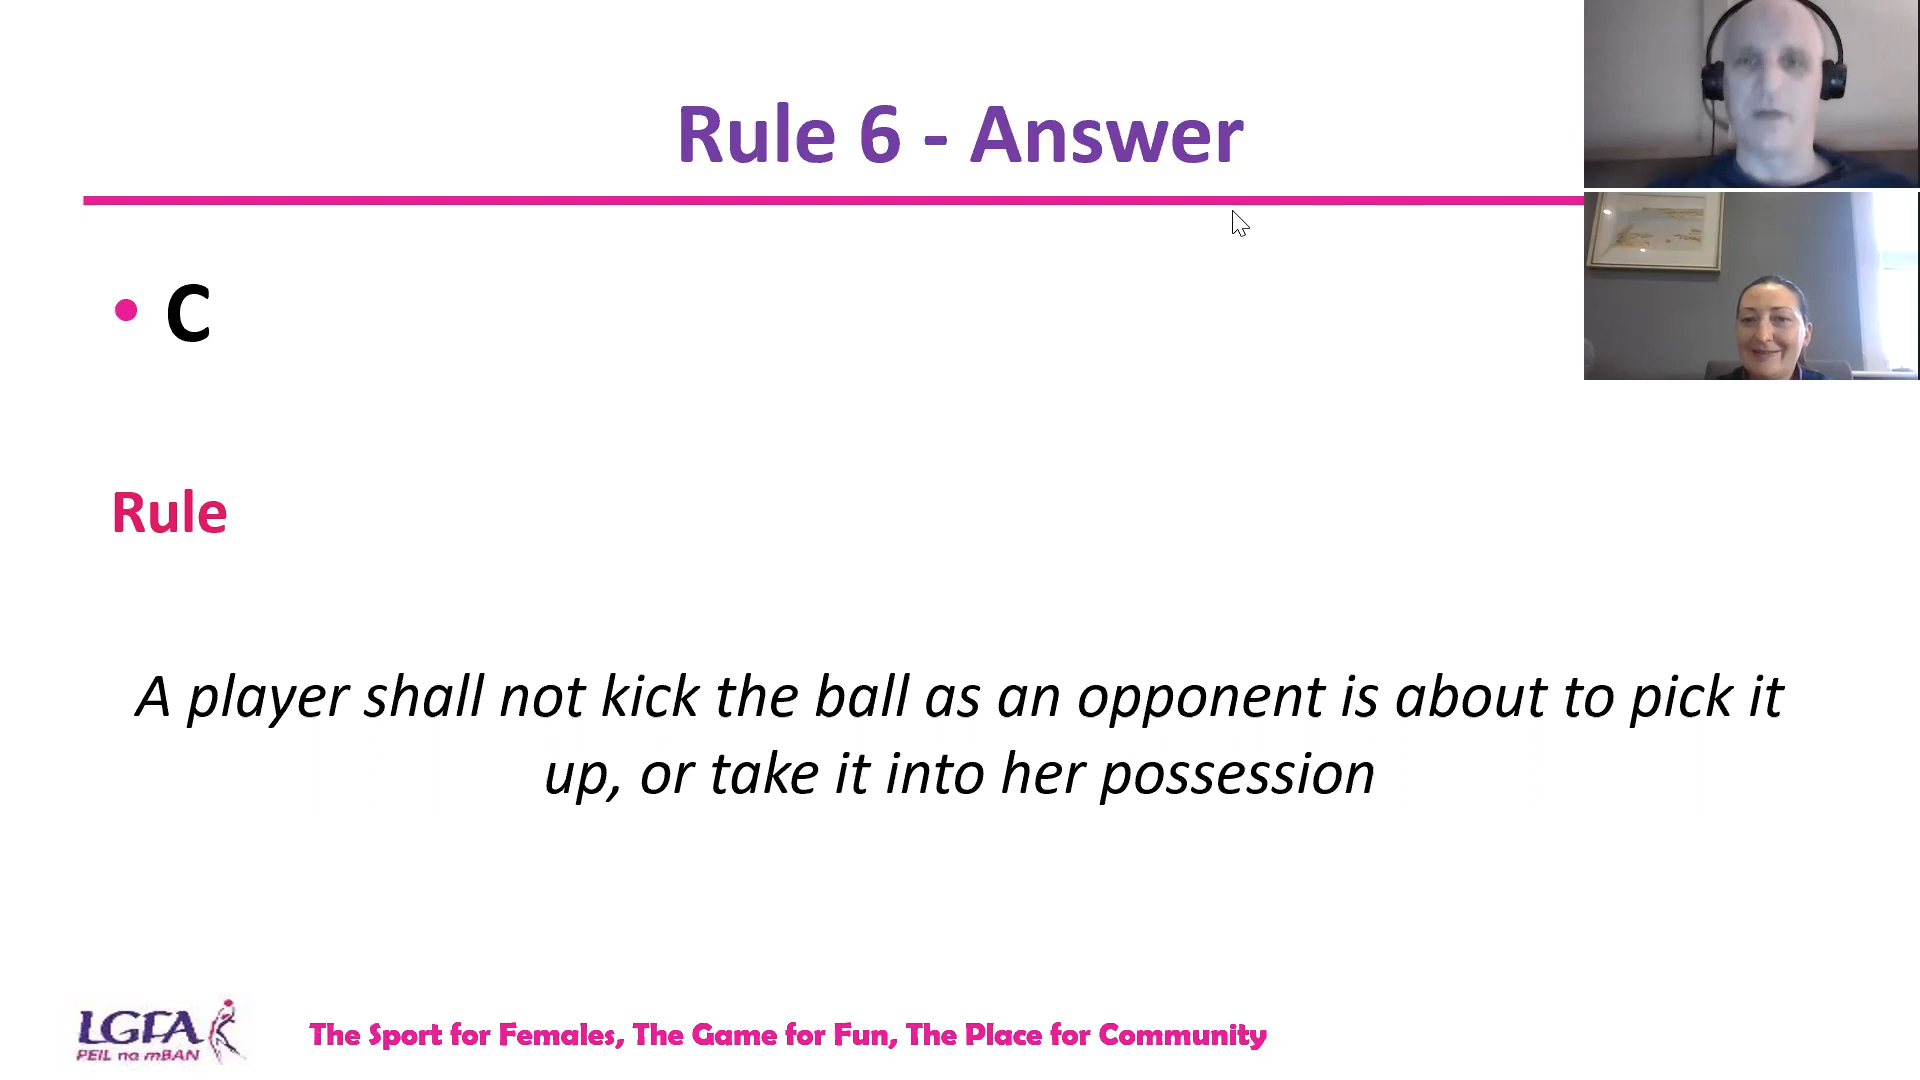 Rule 6 - Answer
• C
Rule
A player shall not kick the ball as an opponent is about to pick it
up, or take it into her possession
LGFA
PEIL na mBAN
The Sport for Females, The Game for Fun, The Place for Community